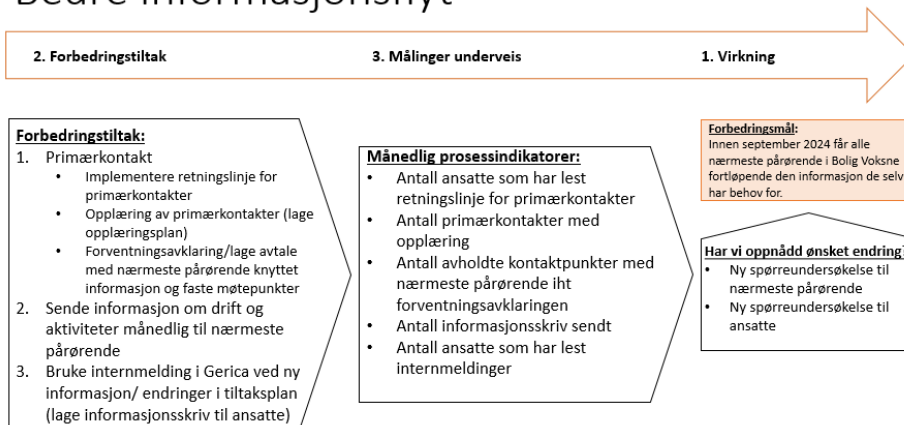 2. Forbedringstiltak
3. Målinger underveis
1. Virkning
Forbedringstiltak:
1. Primærkontakt
• Implementere retningslinje for
primærkontakter
• Opplæring av primærkontakter (lage
opplæringsplan)
• Forventningsavklaring/lage avtale
med nærmeste pårørende knyttet
informasjon og faste møtepunkter
2. Sende informasjon om drift og
aktiviteter månedlig til nærmeste
pårørende
3. Bruke internmelding i Gerica ved ny
informasjon/ endringer i tiltaksplan
(lage informasjonsskriv til ansatte)
Månedlig prosessindikatorer:
• Antall ansatte som har lest
retningslinje for primærkontakter
• Antall primærkontakter med
opplæring
• Antall avholdte kontaktpunkter med
nærmeste pårørende iht
forventningsavklaringen
• Antall informasjonsskriv sendt
• Antall ansatte som har lest
internmeldinger
Forbedringsmål:
Innen september 2024 får alle
nærmeste pårørende i Bolig Voksne
fortløpende den informasjon de selv
har behov for.
Har vi oppnådd ønsket endring?
• Ny spørreundersøkelse til
nærmeste pårørende
• Ny spørreundersøkelse til
ansatte